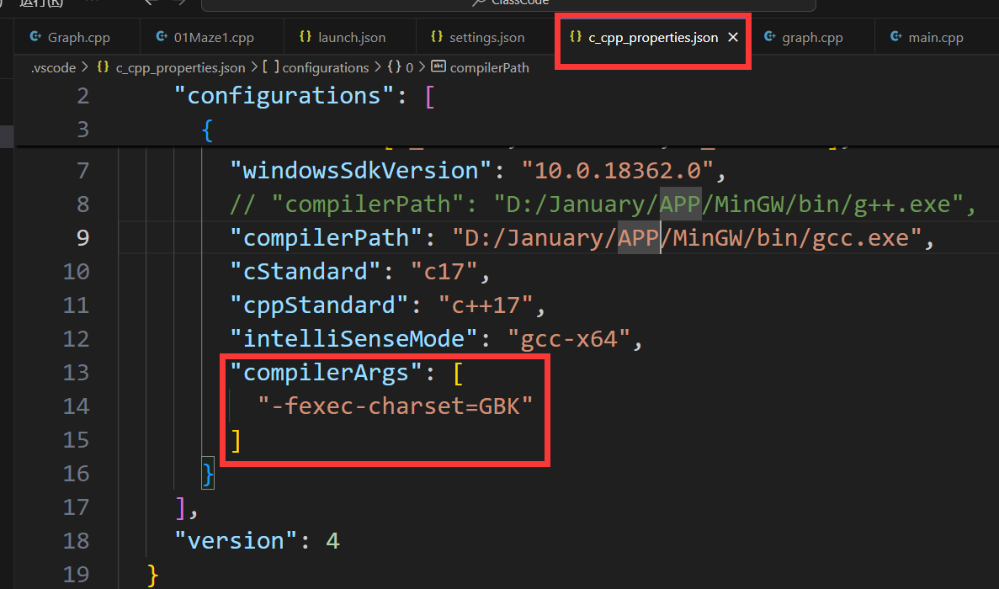 运行(R) ···
ClassCode
Graph.cpp 01Maze1.cpp launch.json settings.json c_cpp_properties.json graph.cpp main.cpp
.vscode > c_cpp_properties.json > [ ] configurations > {} 0 > compilerPath
2 "configurations": [
3 {
7 "windowsSdkVersion": "10.0.18362.0",
8 // "compilerPath": "D:/January/APP/MinGW/bin/g++.exe",
9 "compilerPath": "D:/January/APP/MinGW/bin/gcc.exe",
10 "cStandard": "c17",
11 "cppStandard": "c++17",
12 "intelliSenseMode": "gcc-x64",
13 "compilerArgs": [
14 "-fexec-charset=GBK"
15 ]
16 }
17 ],
18 "version": 4
19 }